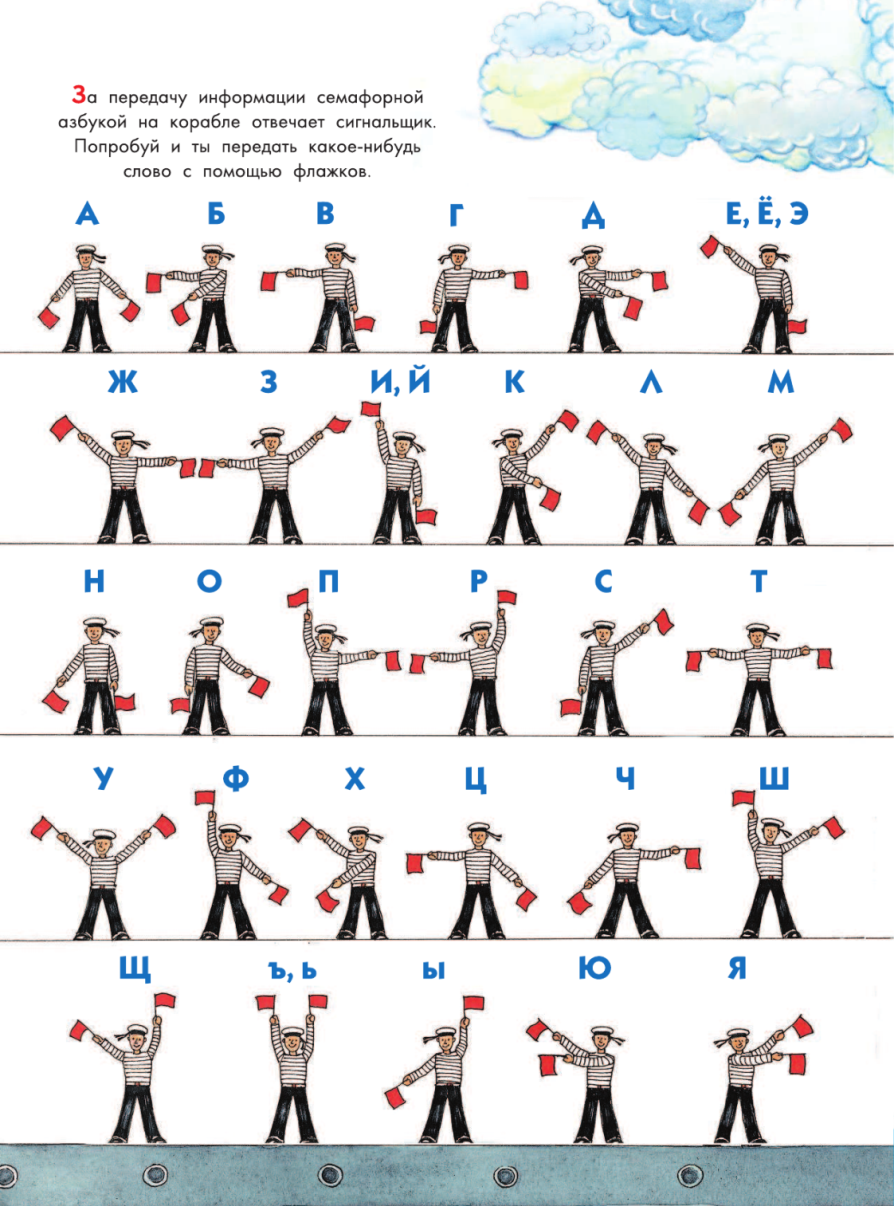 За передачу информации семафорной
азбукой на корабле отвечает сигнальщик.
Попробуй и ты передать какое-нибудь
слово с помощью флажков.
А Б В Г Д Е, Ё, Э
Ж З И, Й К Л М
Н О П Р С Т
У Ф Х Ц Ч Ш
Щ ъ, ь ы Ю Я